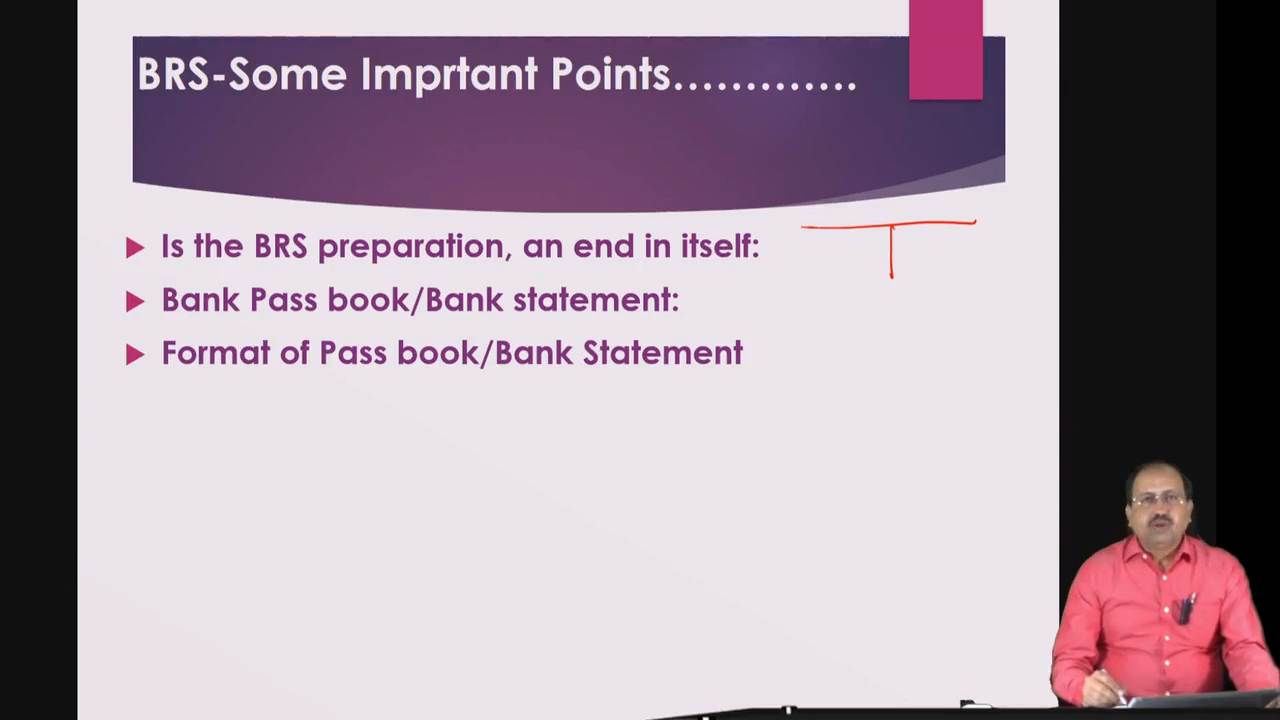 BRS-Some Imprtant Points.............
Is the BRS preparation, an end in itself:
Bank Pass book/Bank statement:
Format of Pass book/Bank Statement